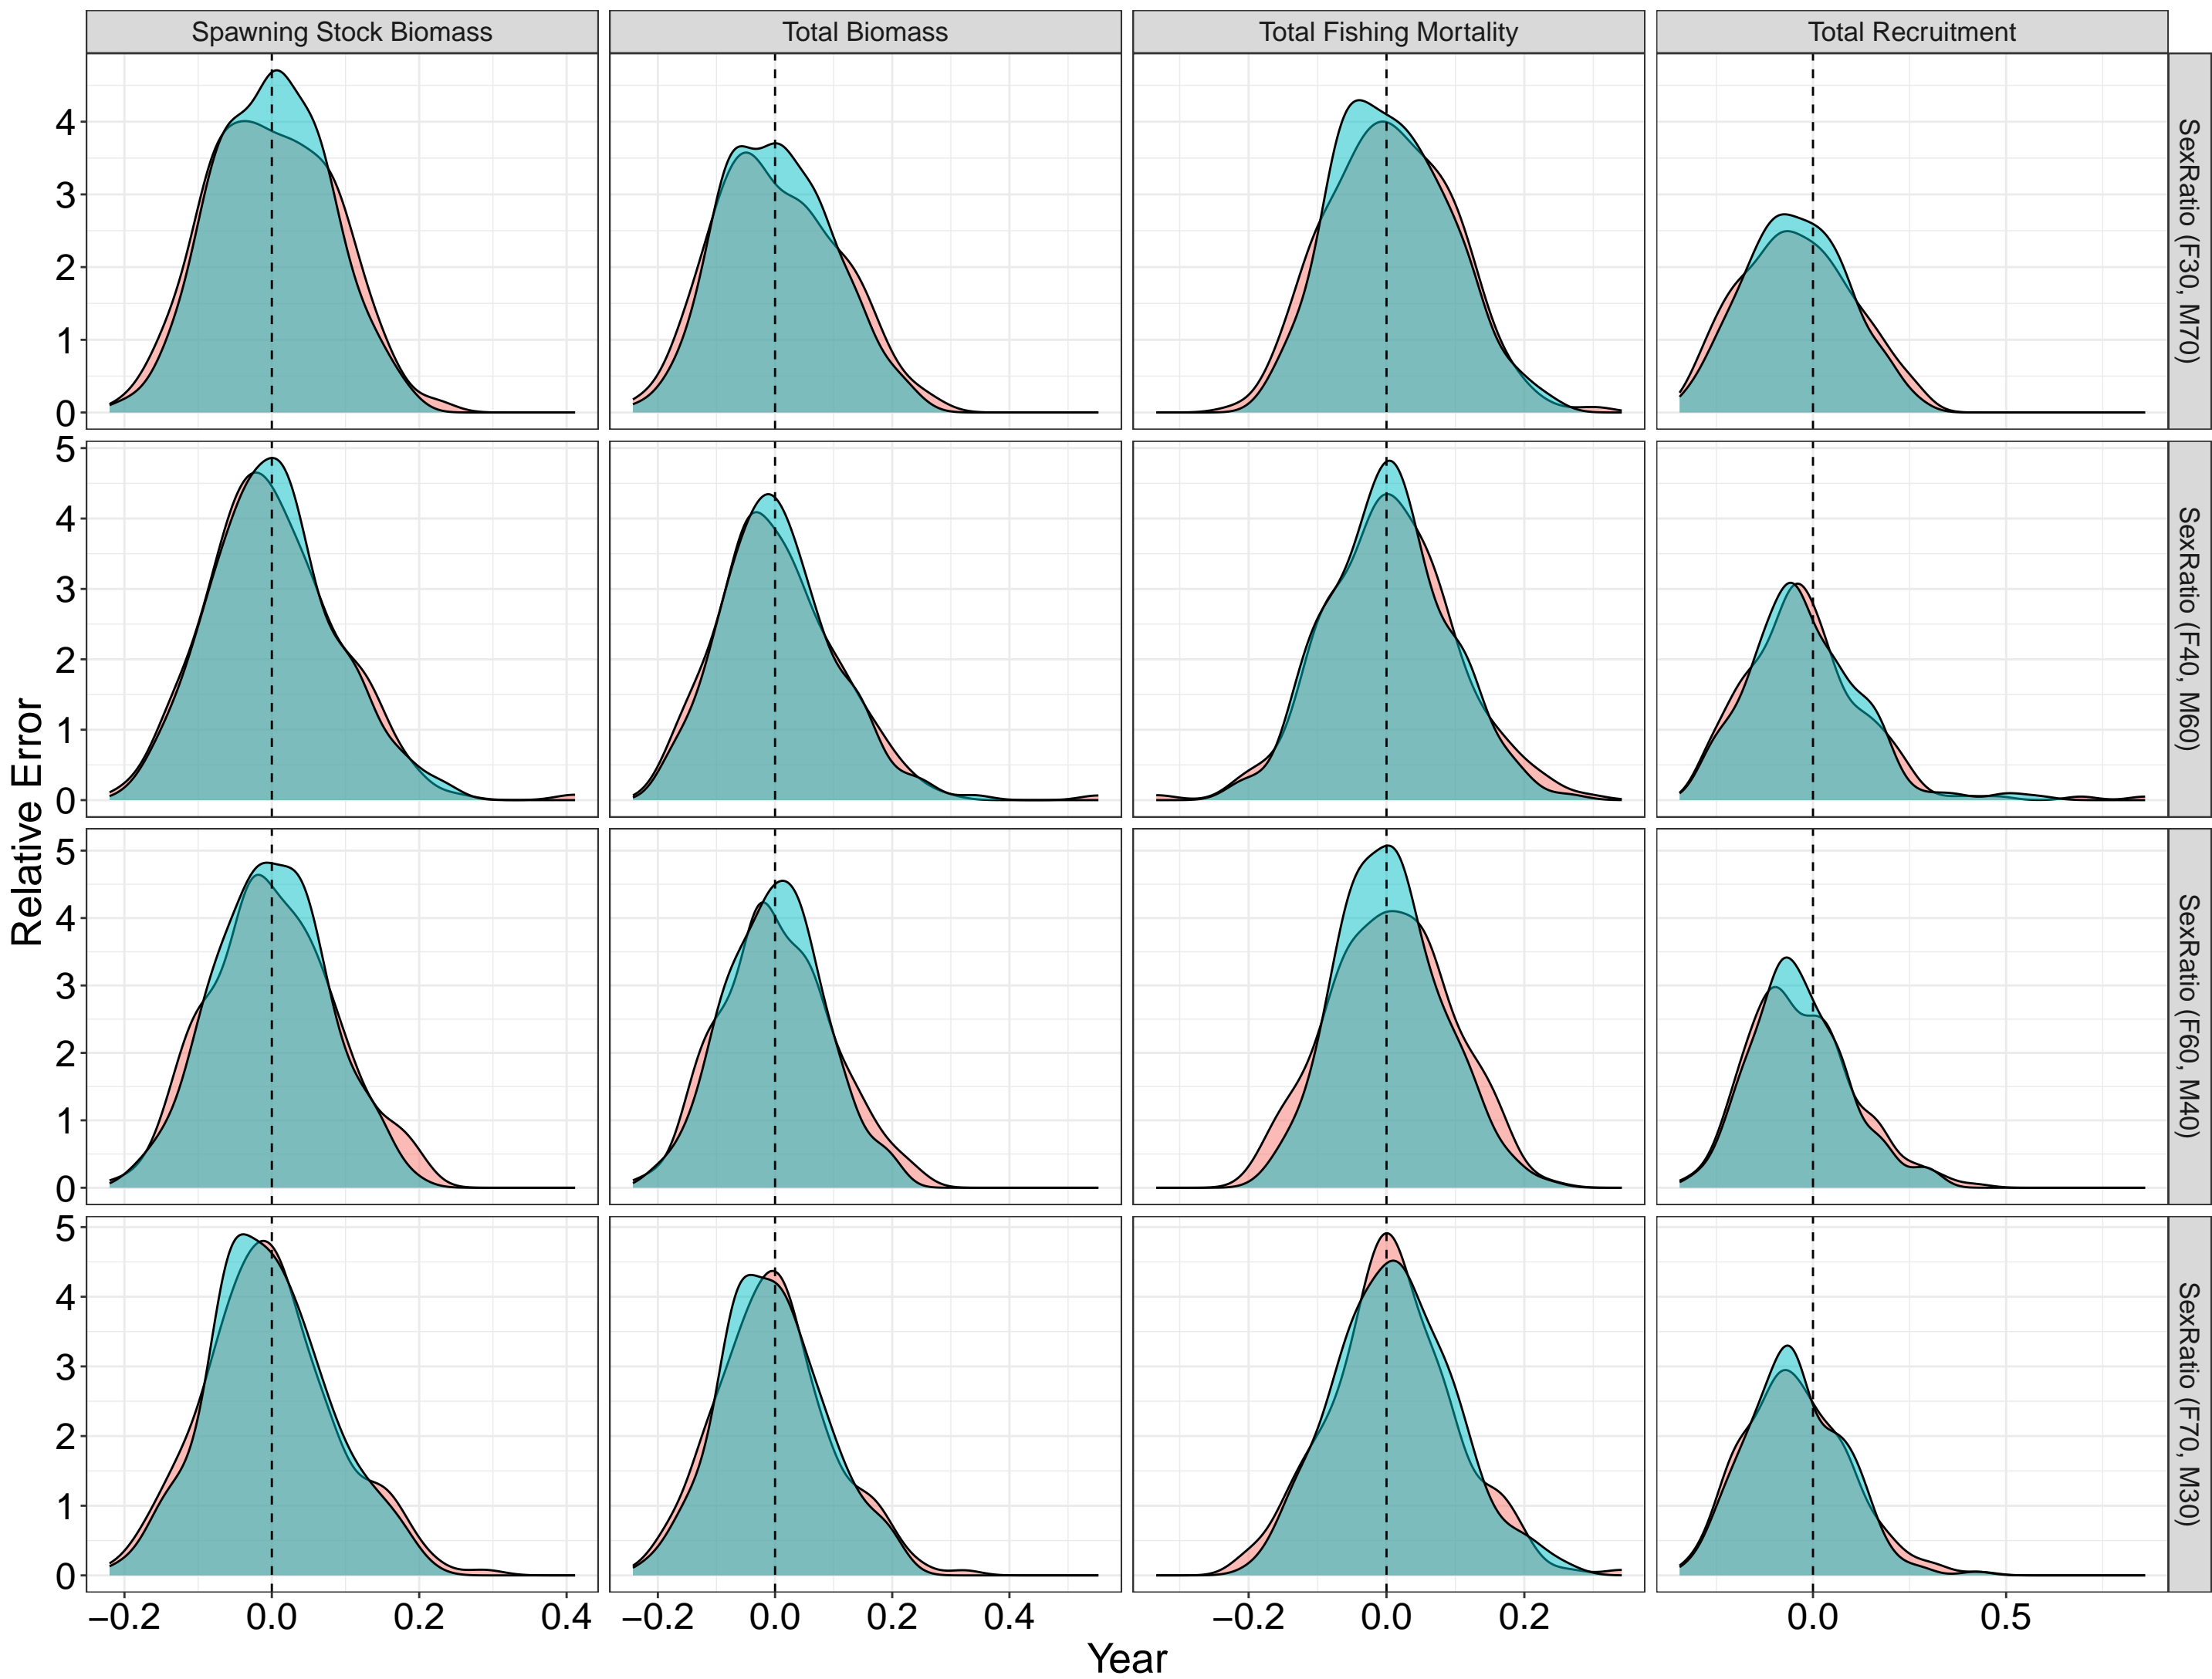 Spawning Stock Biomass
Total Biomass
Total Fishing Mortality
Total Recruitment
4
3
2
1
0
SexRatio (F30, M70)
5
4
3
2
1
0
SexRatio (F40, M60)
5
4
3
2
1
0
SexRatio (F60, M40)
5
4
3
2
1
0
SexRatio (F70, M30)
Relative Error
−0.2 0.0 0.2 0.4
−0.2 0.0 0.2 0.4
−0.2 0.0 0.2
0.0 0.5
Year